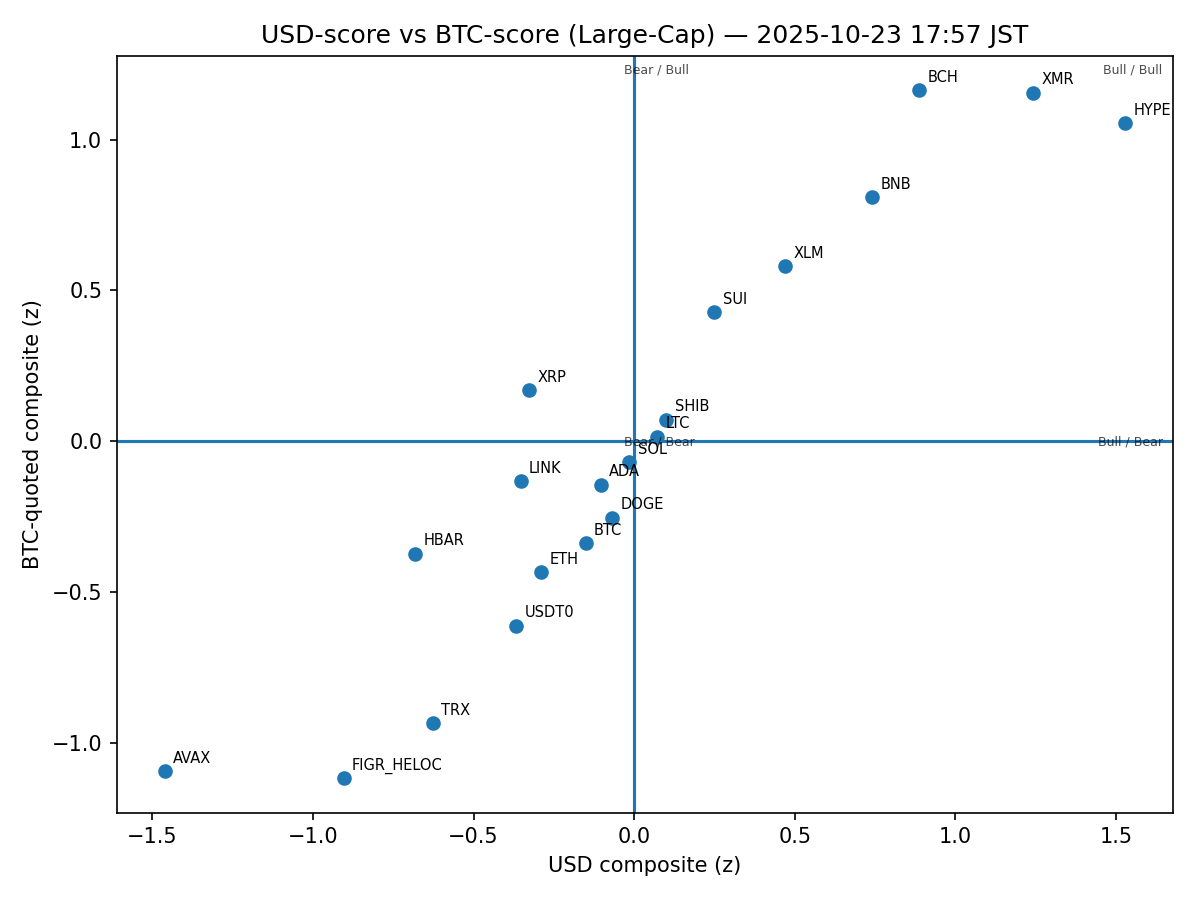 USD-score vs BTC-score (Large-Cap) — 2025-10-23 17:57 JST
Bear / Bull
Bull / Bull
BCH
XMR
HYPE
1.0
BNB
XLM
0.5
SUI
XRP
SHIB
LTC
0.0
Bear / Bear
Bull / Bear
SOL
LINK
ADA
DOGE
BTC
HBAR
ETH
−0.5
USDT0
TRX
−1.0
AVAX
FIGR_HELOC
−1.5
−1.0
−0.5
0.0
0.5
1.0
1.5
USD composite (z)
BTC-quoted composite (z)